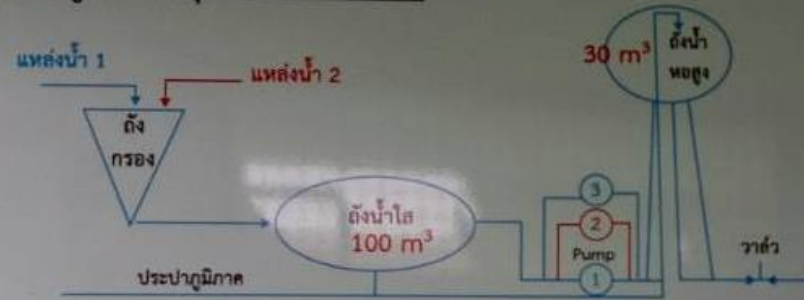 แหล่งน้ำ 1
แหล่งน้ำ 2
ถัง
กรอง
30 m³
ถังน้ำ
หอสูง
ถังน้ำใส
100 m³
3
2
Pump
1
วาล์ว
ประปาภูมิภาค